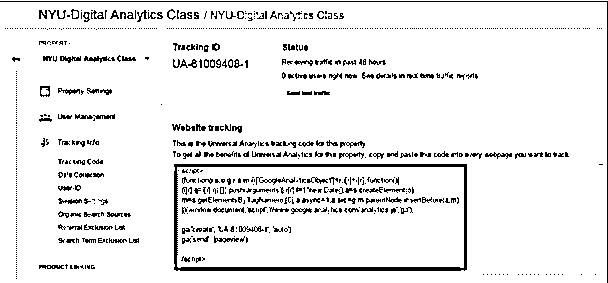 NYU-Digital Analytics Class / NYU-Digital Analytics Class
PROPERTY
NYU Digital Analytics Class
Tracking ID
UA-61009408-1
Status
Receiving traffic in past 48 hours
0 active users right now. See details in real-time traffic reports
Send test traffic
Property Settings
User Management
.js Tracking Info
Tracking Code
Data Collection
User-ID
Session Settings
Organic Search Sources
Referral Exclusion List
Search Term Exclusion List
PRODUCT LINKING
Website tracking
This is the Universal Analytics tracking code for this property
To get all the benefits of Universal Analytics for this property, copy and paste this code into every webpage you want to track.
script>
(function(i,s,o,g,r,a,m){i['GoogleAnalyticsObject']=r;i[r]=i[r]||function(){
(i[r].q=i[r].q||[]).push(arguments)},i[r].l=1*new Date();a=s.createElement(o),
m=s.getElementsByTagName(o)[0];a.async=1;a.src=g;m.parentNode.insertBefore(a,m)
})(window,document,'script','//www.google-analytics.com/analytics.js','ga');
ga('create', 'UA-61009408-1', 'auto')
ga('send', 'pageview')
/script>